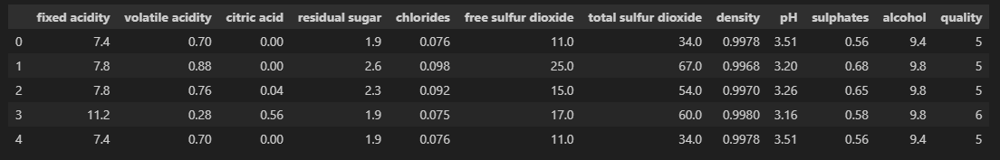 fixed acidity volatile acidity citric acid residual sugar chlorides free sulfur dioxide total sulfur dioxide density pH sulphates alcohol quality
0 7.4 0.70 0.00 1.9 0.076 11.0 34.0 0.9978 3.51 0.56 9.4 5
1 7.8 0.88 0.00 2.6 0.098 25.0 67.0 0.9968 3.20 0.68 9.8 5
2 7.8 0.76 0.04 2.3 0.092 15.0 54.0 0.9970 3.26 0.65 9.8 5
3 11.2 0.28 0.56 1.9 0.075 17.0 60.0 0.9980 3.16 0.58 9.8 6
4 7.4 0.70 0.00 1.9 0.076 11.0 34.0 0.9978 3.51 0.56 9.4 5